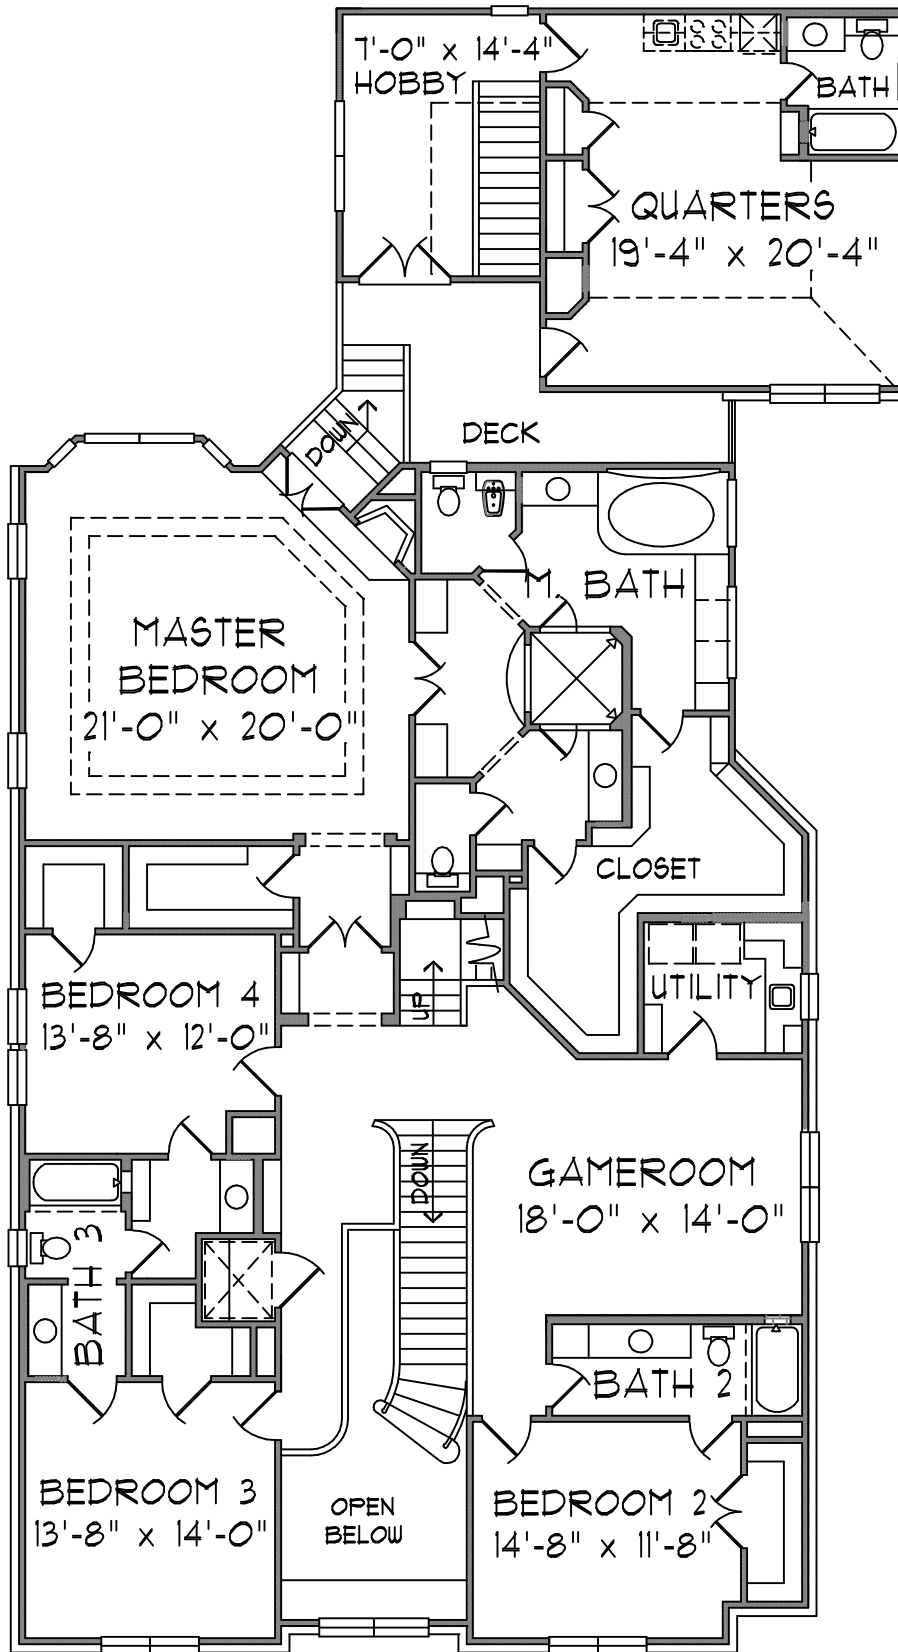 7'-0" x 14'-4"
HOBBY
BATH
QUARTERS
19'-4" x 20'-4"
DOWN
DECK
M. BATH
MASTER
BEDROOM
21'-0" x 20'-0"
CLOSET
UTILITY
UP
BEDROOM 4
13'-8" x 12'-0"
DOWN
GAMEROOM
18'-0" x 14'-0"
BATH 3
BATH 2
BEDROOM 3
13'-8" x 14'-0"
OPEN
BELOW
BEDROOM 2
14'-8" x 11'-8"